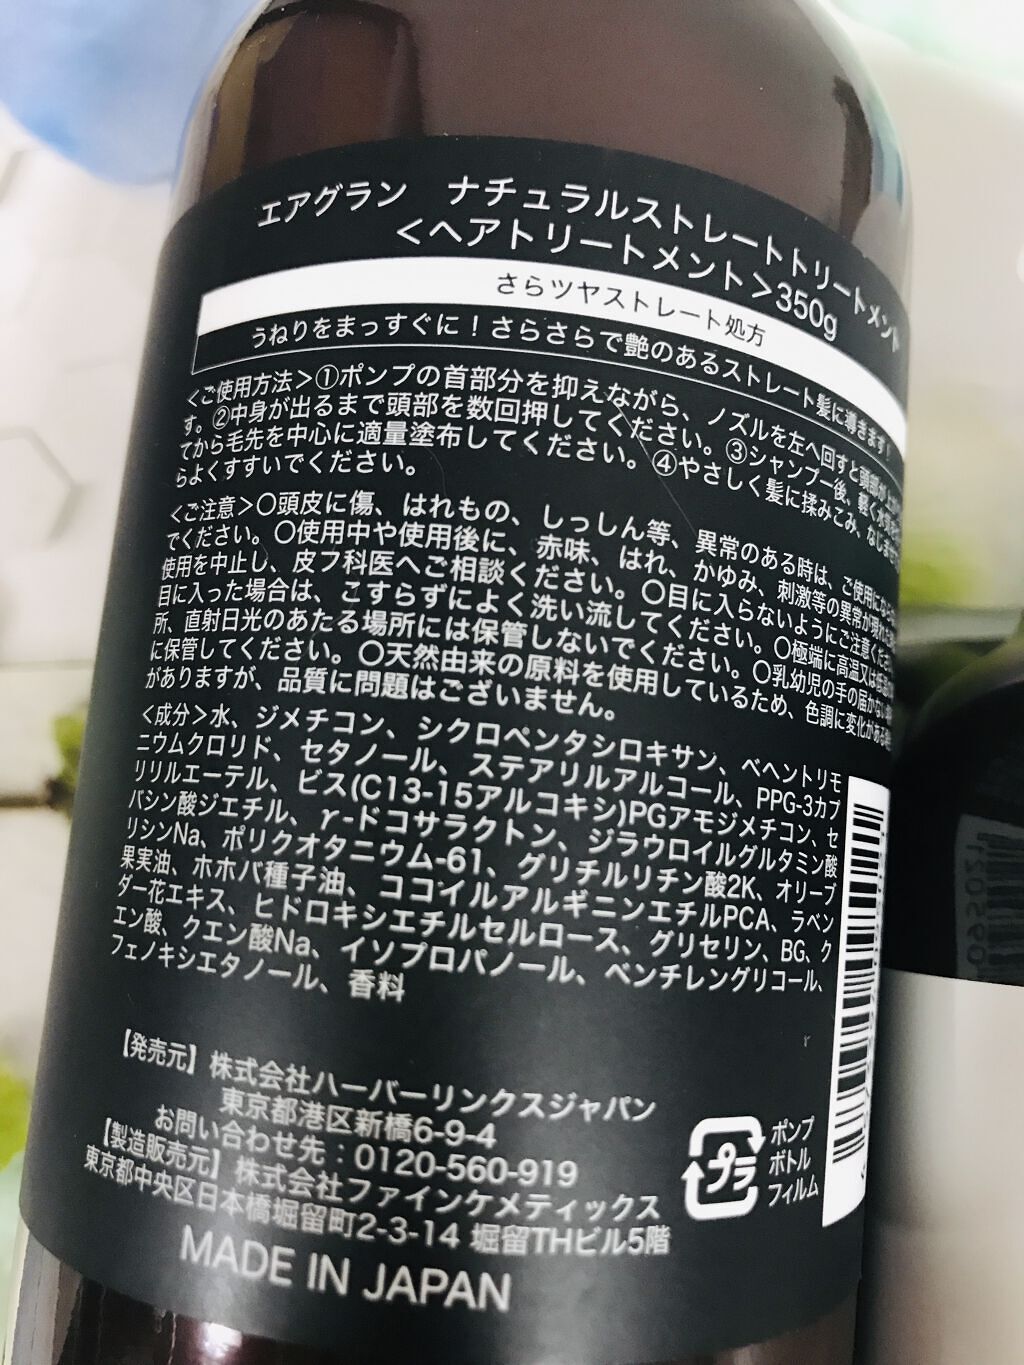 エアグラン ナチュラルストレートトリートメント
<ヘアトリートメント>350g
さらツヤストレート処方
うねりをまっすぐに！さらさらで艶のあるストレート髪に導きます！
<ご使用方法>①ポンプの首部分を抑えながら、ノズルを左へ回すと頭部が上が
す。②中身が出るまで頭部を数回押してください。③シャンプー後、軽く水気を
てから毛先を中心に適量塗布してください。④やさしく髪に揉みこみ、なじませ
らよくすすいでください。
<ご注意>〇頭皮に傷、はれもの、しっしん等、異常のある時は、ご使用になら
でください。〇使用中や使用後に、赤味、はれ、かゆみ、刺激等の異常が現れ
使用を中止し、皮フ科医へご相談ください。〇目に入らないようにご注意くださ
目に入った場合は、こすらずによく洗い流してください。〇極端に高温又は低温
所、直射日光のあたる場所には保管しないでください。〇乳幼児の手の届かない
に保管してください。〇天然由来の原料を使用しているため、色調に変化がある
がありますが、品質に問題はございません。
<成分>水、ジメチコン、シクロペンタシロキサン、ベヘントリモ
ニウムクロリド、セタノール、ステアリルアルコール、PPG-3カプ
リリルエーテル、ビス(C13-15アルコキシ)PGアモジメチコン、セ
バシン酸ジエチル、γ-ドコサラクトン、ジラウロイルグルタミン酸
リシンNa、ポリクオタニウム-61、グリチルリチン酸2K、オリーブ
果実油、ホホバ種子油、ココイルアルギニンエチルPCA、ラベン
ダー花エキス、ヒドロキシエチルセルロース、グリセリン、BG、ク
エン酸、クエン酸Na、イソプロパノール、ペンチレングリコール、
フェノキシエタノール、香料
【発売元】株式会社ハーバーリンクスジャパン
東京都港区新橋6-9-4
お問い合わせ先：0120-560-919
【製造販売元】株式会社ファインケメティックス
東京都中央区日本橋堀留町2-3-14 堀留THビル5階
MADE IN JAPAN
プラ
ポンプ
ボトル
フィルム